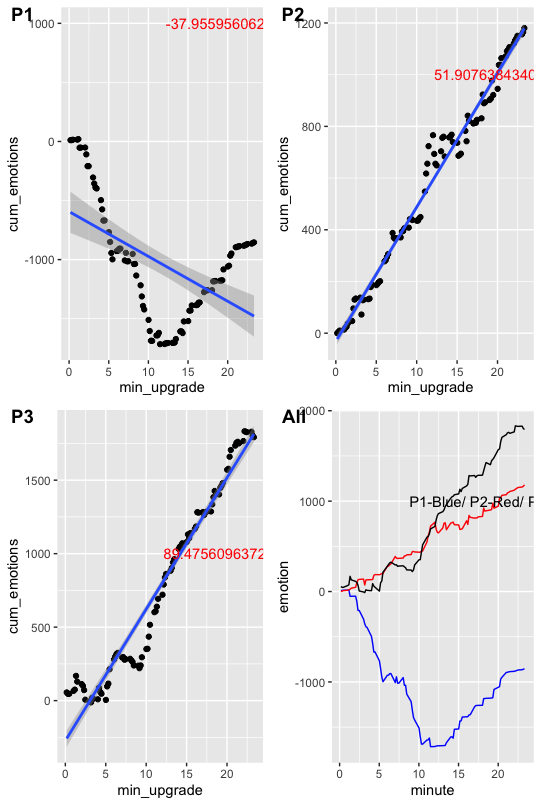 P1
-37.955956062
cum_emotions
1000
0
-1000
0 5 10 15 20
min_upgrade
P2
51.9076384340
cum_emotions
1200
800
400
0
0 5 10 15 20
min_upgrade
P3
89.4756096372
cum_emotions
1500
1000
500
0
0 5 10 15 20
min_upgrade
All
P1-Blue/ P2-Red/ P
emotion
2000
1000
0
-1000
0 5 10 15 20
minute